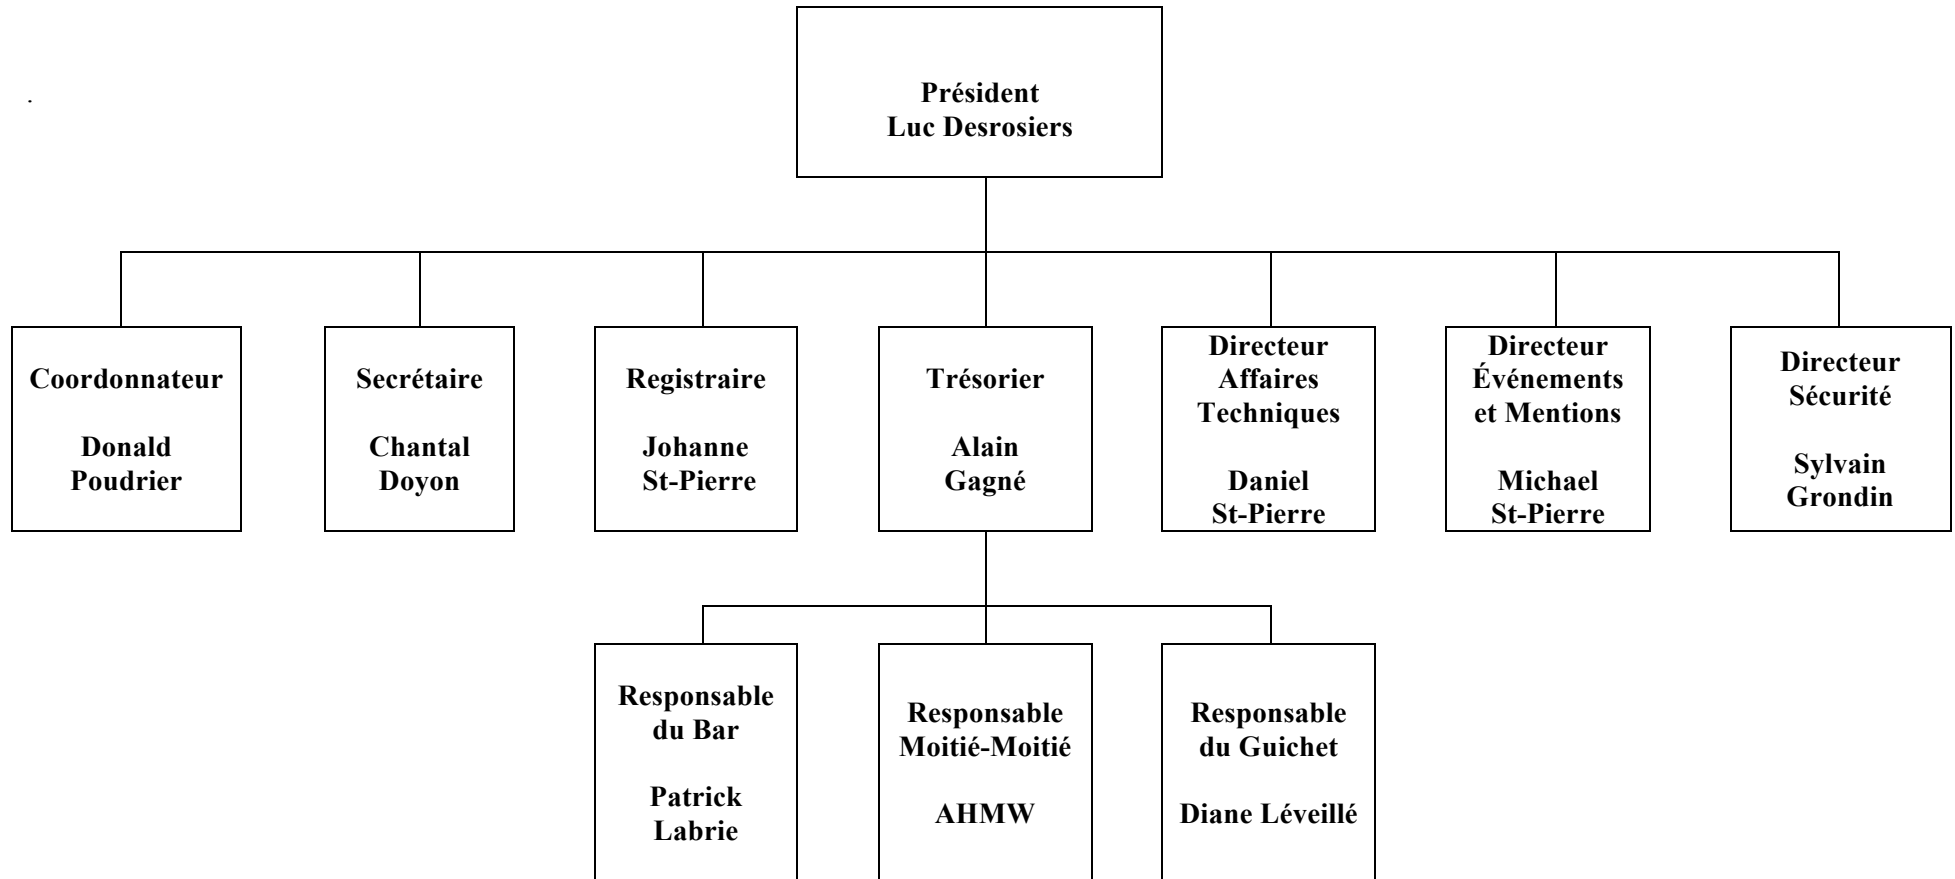 .
Président
Luc Desrosiers
Coordonnateur
Donald
Poudrier
Secrétaire
Chantal
Doyon
Registraire
Johanne
St-Pierre
Trésorier
Alain
Gagné
Directeur
Affaires
Techniques
Daniel
St-Pierre
Directeur
Événements
et Mentions
Michael
St-Pierre
Directeur
Sécurité
Sylvain
Grondin
Responsable
du Bar
Patrick
Labrie
Responsable
Moitié-Moitié
AHMW
Responsable
du Guichet
Diane Léveillé